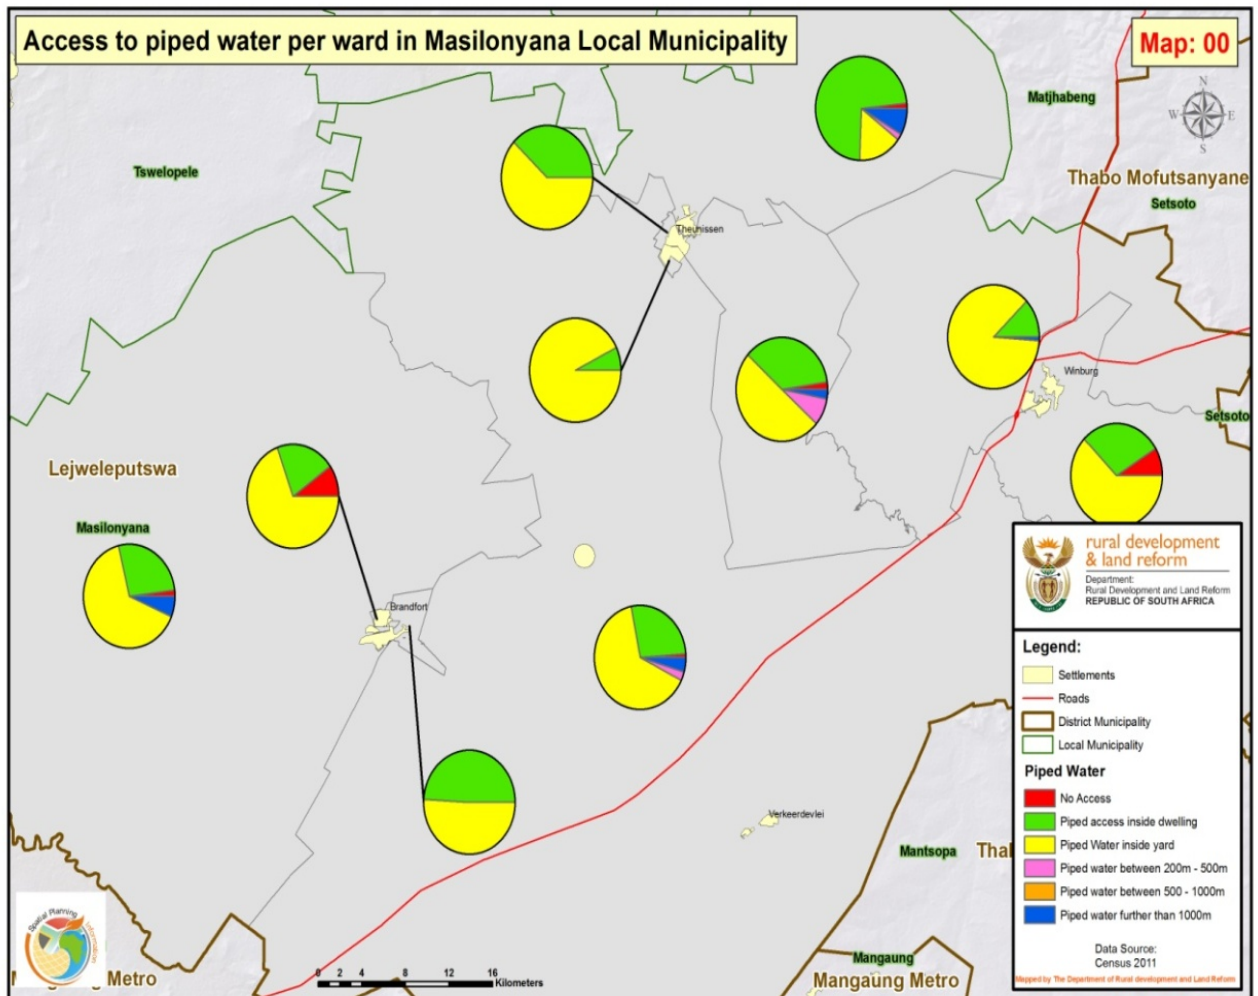 Access to piped water per ward in Masilonyana Local Municipality
Map: 00
Matjhabeng
N
W
E
S
Tswelopele
Thabo Mofutsanyane
Setsoto
Theunissen
Winburg
Setsoto
Lejweleputswa
Masilonyana
Brandfort
rural development
& land reform
Department:
Rural Development and Land Reform
REPUBLIC OF SOUTH AFRICA
Legend:
Settlements
Roads
District Municipality
Local Municipality
Piped Water
No Access
Piped access inside dwelling
Piped Water inside yard
Piped water between 200m - 500m
Piped water between 500 - 1000m
Piped water further than 1000m
Data Source:
Census 2011
Mapped by The Department of Rural development and Land Reform
Verkeerdevlei
Mantsopa
Thal
Spatial Planning
Information
Metro
0 2 4 8 12 16
Kilometers
Mangaung
Mangaung Metro